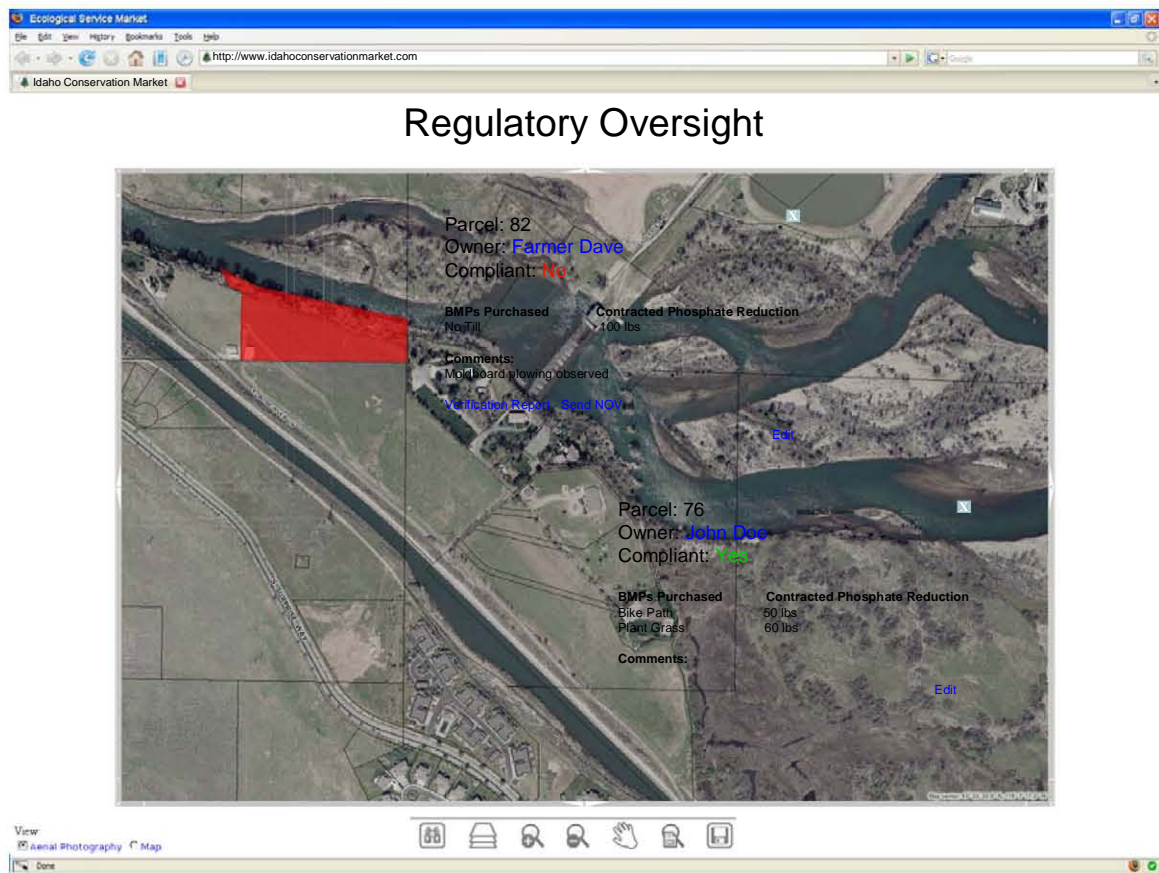 Ecological Service Market
File Edit View History Bookmarks Tools Help
http://www.idahoconservationmarket.com
Google
Idaho Conservation Market
Regulatory Oversight
X
Parcel: 82
Owner: Farmer Dave
Compliant: No
BMPs Purchased Contracted Phosphate Reduction
No Till 100 lbs
Comments:
Moldboard plowing observed
Verification Report Send NOV
Edit
X
Parcel: 76
Owner: John Doe
Compliant: Yes
BMPs Purchased Contracted Phosphate Reduction
Bike Path 50 lbs
Plant Grass 60 lbs
Comments:
Edit
View
Aerial Photography Map
Done